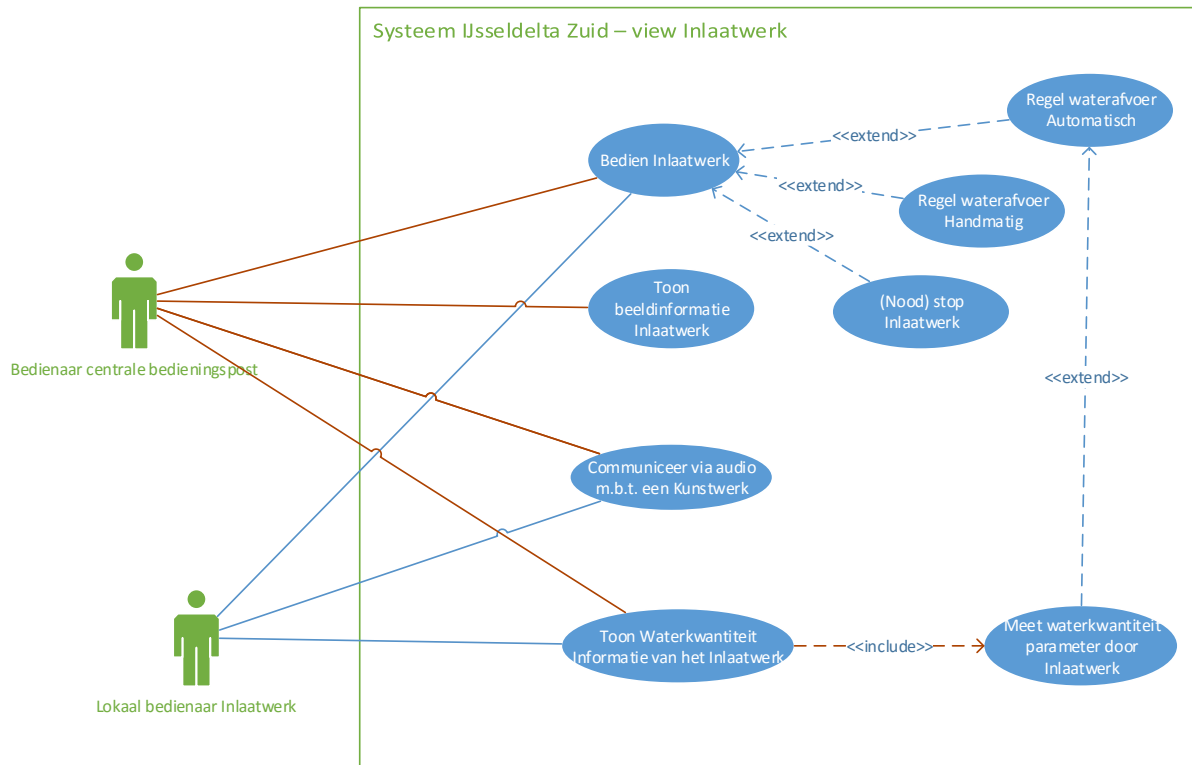 Systeem IJsseldelta Zuid – view Inlaatwerk
Regel waterafvoer
Automatisch
<<extend>>
Bedien Inlaatwerk
<<extend>>
Regel waterafvoer
Handmatig
<<extend>>
Toon
beeldinformatie
Inlaatwerk
(Nood) stop
Inlaatwerk
Bedienaar centrale bedieningspost
<<extend>>
Communiceer via audio
m.b.t. een Kunstwerk
Toon Waterkwantiteit
Informatie van het Inlaatwerk
<<include>>
Meet waterkwantiteit
parameter door
Inlaatwerk
Lokaal bedienaar Inlaatwerk